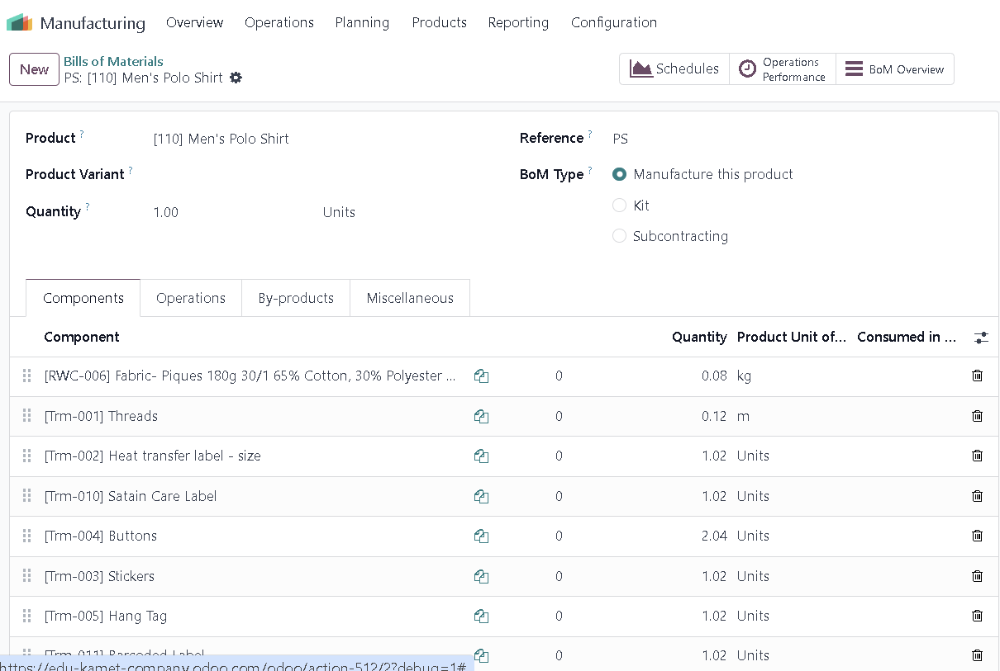 Manufacturing Overview Operations Planning Products Reporting Configuration
New Bills of Materials
PS: [110] Men's Polo Shirt
Schedules Operations Performance BoM Overview
Product ? [110] Men's Polo Shirt Reference ? PS
Product Variant ? BoM Type ? Manufacture this product
Quantity ? 1.00 Units Kit
Subcontracting
Components Operations By-products Miscellaneous
Component Quantity Product Unit of... Consumed in ...
[RWC-006] Fabric- Piques 180g 30/1 65% Cotton, 30% Polyester ... 0 0.08 kg
[Trm-001] Threads 0 0.12 m
[Trm-002] Heat transfer label - size 0 1.02 Units
[Trm-010] Satain Care Label 0 1.02 Units
[Trm-004] Buttons 0 2.04 Units
[Trm-003] Stickers 0 1.02 Units
[Trm-005] Hang Tag 0 1.02 Units
[Trm-011] Barcoded Label 0 1.02 Units
https://edu-kamet-company.odoo.com/odoo/action-512/2?debug=1#